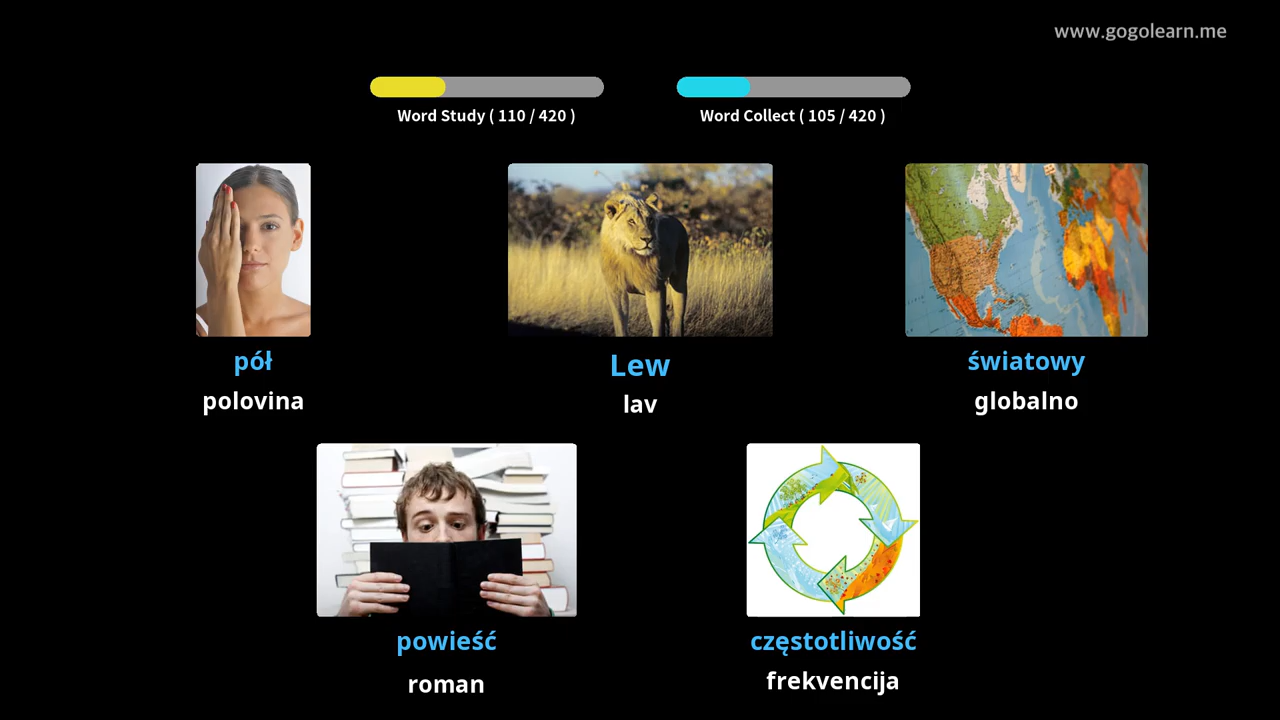 www.gogolearn.me
Word Study ( 110 / 420 )
Word Collect ( 105 / 420 )
pół
polovina
Lew
lav
światowy
globalno
powieść
roman
częstotliwość
frekvencija